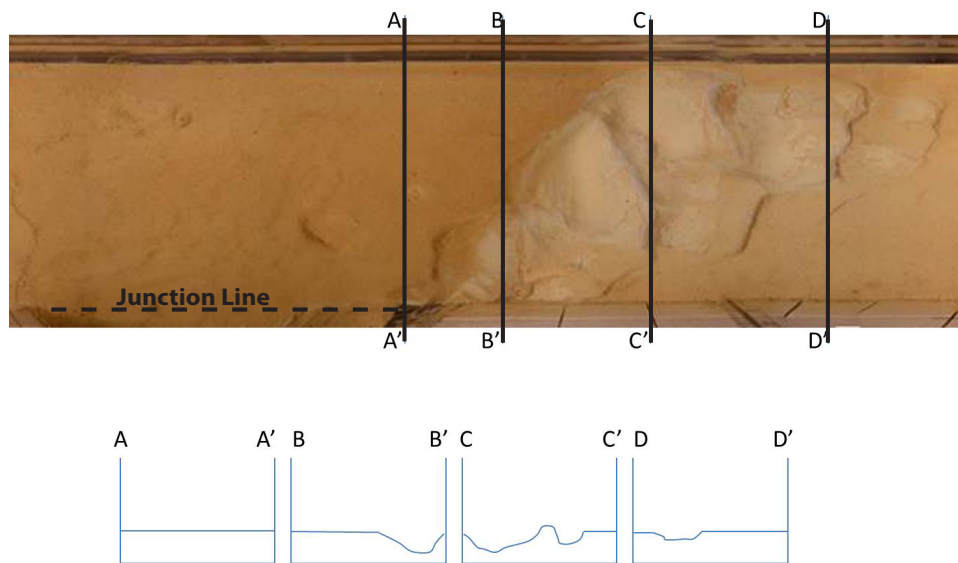 A B C D
Junction Line
A’ B’ C’ D’
A A’ B B’ C C’ D D’